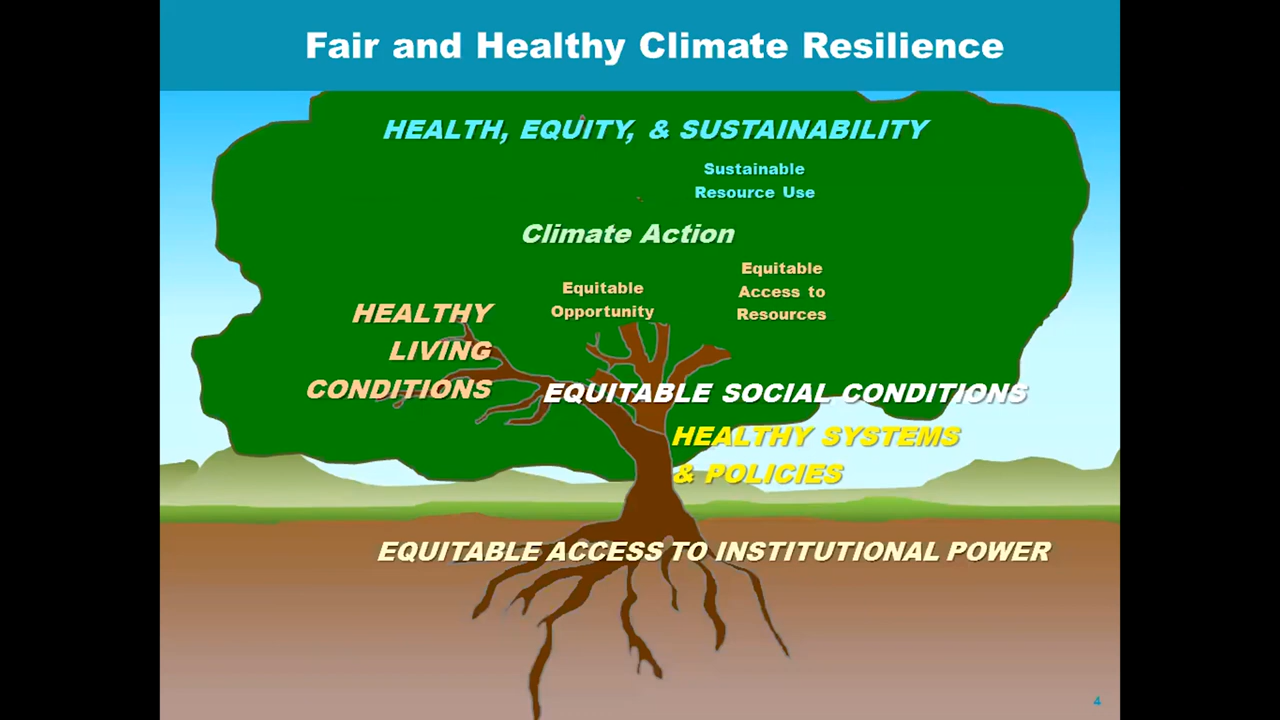 Fair and Healthy Climate Resilience
HEALTH, EQUITY, & SUSTAINABILITY
Sustainable
Resource Use
Climate Action
Equitable
Opportunity
Equitable
Access to
Resources
HEALTHY
LIVING
CONDITIONS
EQUITABLE SOCIAL CONDITIONS
HEALTHY SYSTEMS
& POLICIES
EQUITABLE ACCESS TO INSTITUTIONAL POWER
4